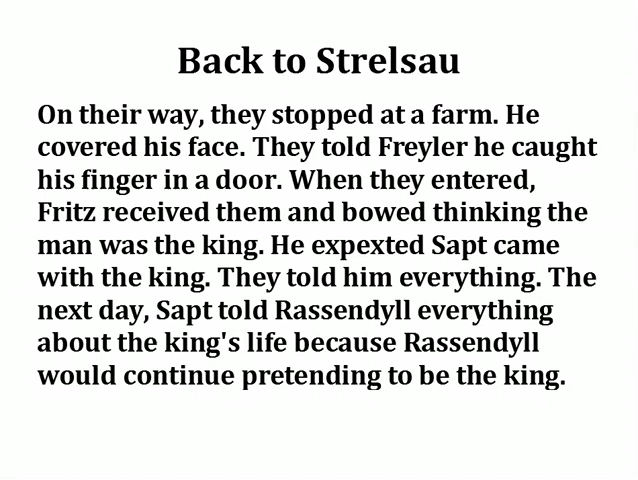 Back to Strelsau
On their way, they stopped at a farm. He
covered his face. They told Freyler he caught
his finger in a door. When they entered,
Fritz received them and bowed thinking the
man was the king. He expexted Sapt came
with the king. They told him everything. The
next day, Sapt told Rassendyll everything
about the king's life because Rassendyll
would continue pretending to be the king.